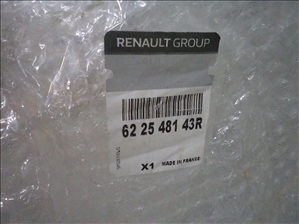 RENAULT GROUP
62 25 481 43R
X1 MADE IN FRANCE